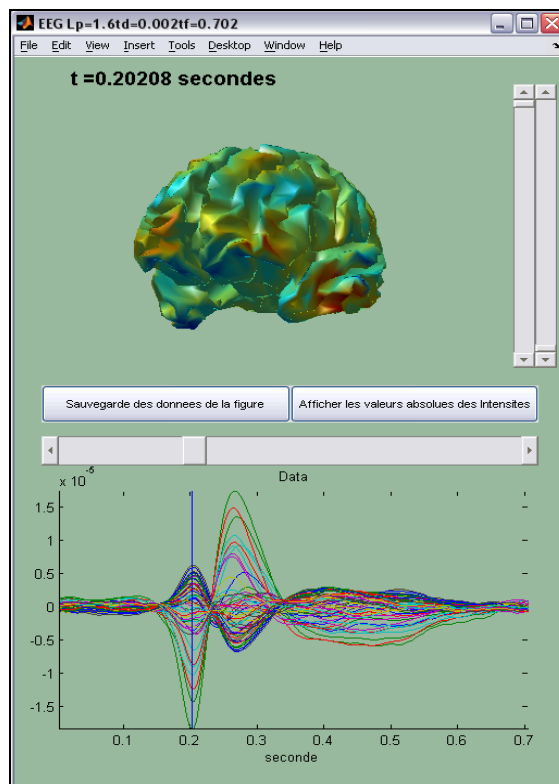 EEG Lp=1.6td=0.002tf=0.702
File Edit View Insert Tools Desktop Window Help
t =0.20208 secondes
Sauvegarde des donnees de la figure
Afficher les valeurs absolues des Intensites
x 10⁻⁵
Data
1.5
1
0.5
0
-0.5
-1
-1.5
0.1 0.2 0.3 0.4 0.5 0.6 0.7
seconde